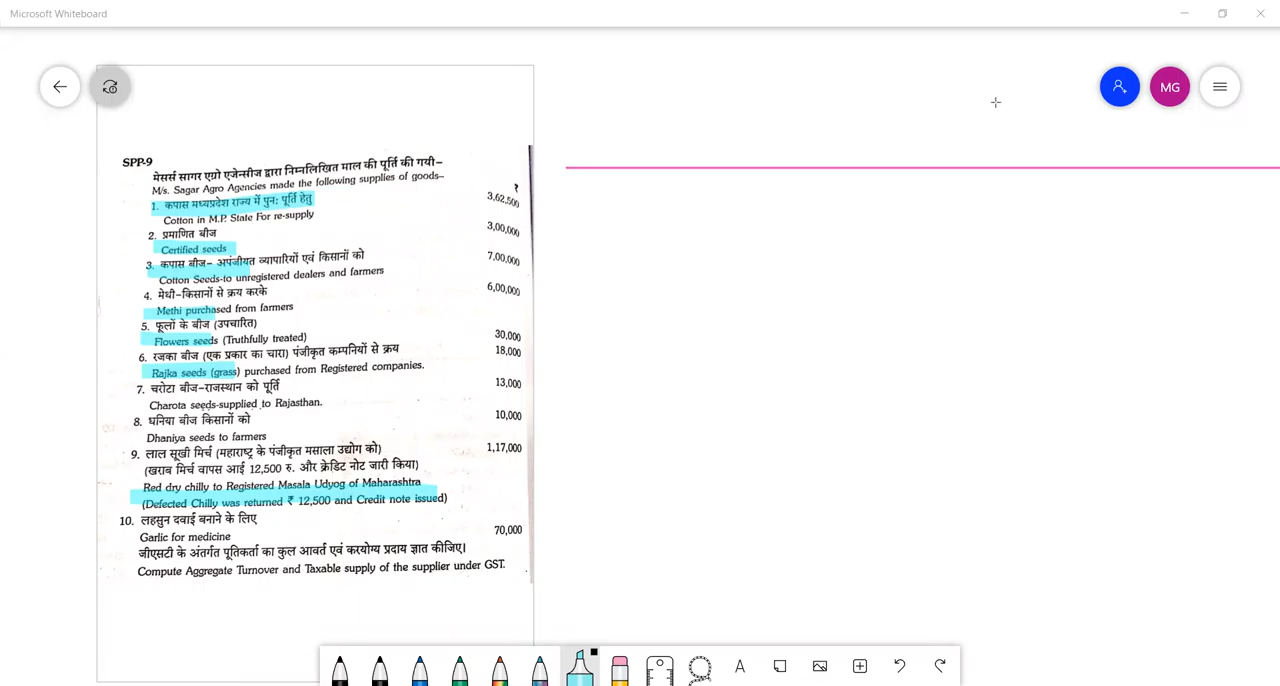 Microsoft Whiteboard
MG
SPP-9
मेसर्स सागर एग्रो एजेन्सीज द्वारा निम्नलिखित माल की पूर्ति की गयी–
M/s. Sagar Agro Agencies made the following supplies of goods–
₹
1. कपास मध्यप्रदेश राज्य में पुनः पूर्ति हेतु 3,62,500
Cotton in M.P. State For re-supply
2. प्रमाणित बीज 3,00,000
Certified seeds
3. कपास बीज– अपंजीयत व्यापारियों एवं किसानों को 7,00,000
Cotton Seeds-to unregistered dealers and farmers
4. मेथी–किसानों से क्रय करके 6,00,000
Methi purchased from farmers
5. फूलों के बीज (उपचारित) 30,000
Flowers seeds (Truthfully treated)
6. रजका बीज (एक प्रकार का चारा) पंजीकृत कम्पनियों से क्रय 18,000
Rajka seeds (grass) purchased from Registered companies.
7. चरोटा बीज–राजस्थान को पूर्ति 13,000
Charota seeds-supplied to Rajasthan.
8. धनिया बीज किसानों को 10,000
Dhaniya seeds to farmers
9. लाल सूखी मिर्च (महाराष्ट्र के पंजीकृत मसाला उद्योग को) 1,17,000
(खराब मिर्च वापस आई 12,500 रु. और क्रेडिट नोट जारी किया)
Red dry chilly to Registered Masala Udyog of Maharashtra
(Defected Chilly was returned ₹ 12,500 and Credit note issued)
10. लहसुन दवाई बनाने के लिए 70,000
Garlic for medicine
जीएसटी के अंतर्गत पूतिकर्ता का कुल आवर्त एवं करयोग्य प्रदाय ज्ञात कीजिए।
Compute Aggregate Turnover and Taxable supply of the supplier under GST.
A